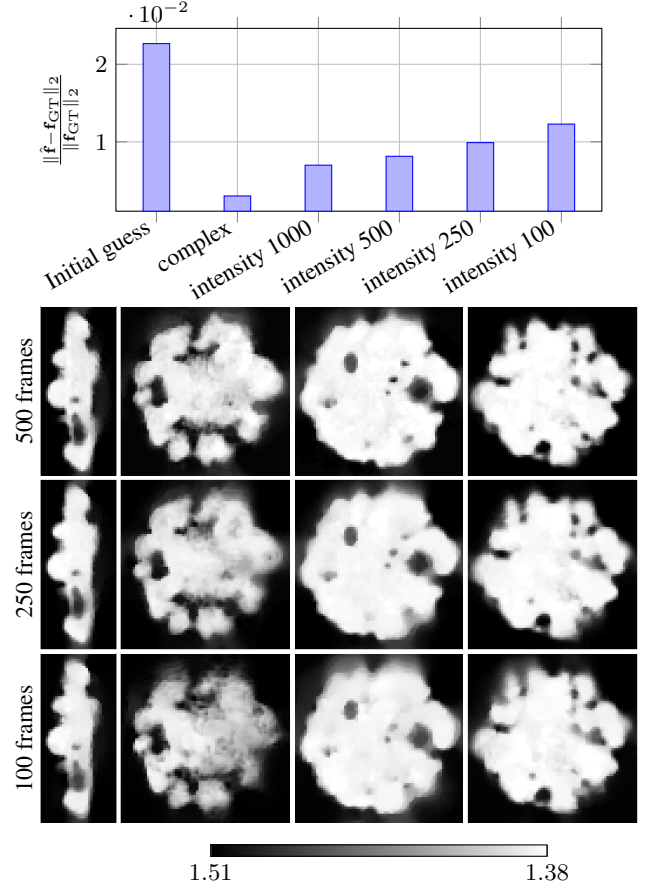 ·10⁻²
2
1
‖f̂−f_GT‖₂ / ‖f_GT‖₂
Initial guess
complex
intensity 1000
intensity 500
intensity 250
intensity 100
500 frames
250 frames
100 frames
1.51
1.38